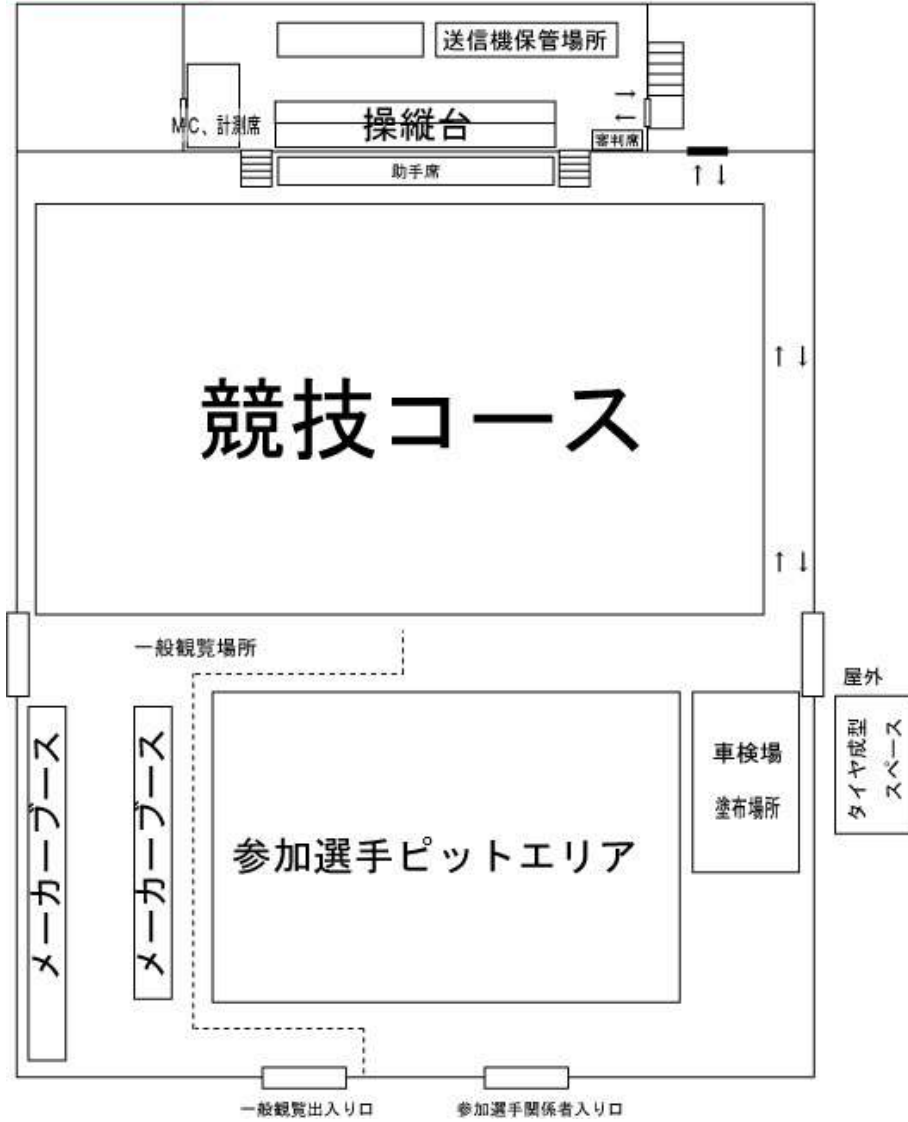 送信機保管場所
MC、計測席
操縦台
審判席
→
←
助手席
↑ ↓
競技コース
↑ ↓
↑ ↓
一般観覧場所
屋外
メーカーブース
メーカーブース
参加選手ピットエリア
車検場
塗布場所
タイヤ成型
スペース
一般観覧出入り口
参加選手関係者入り口